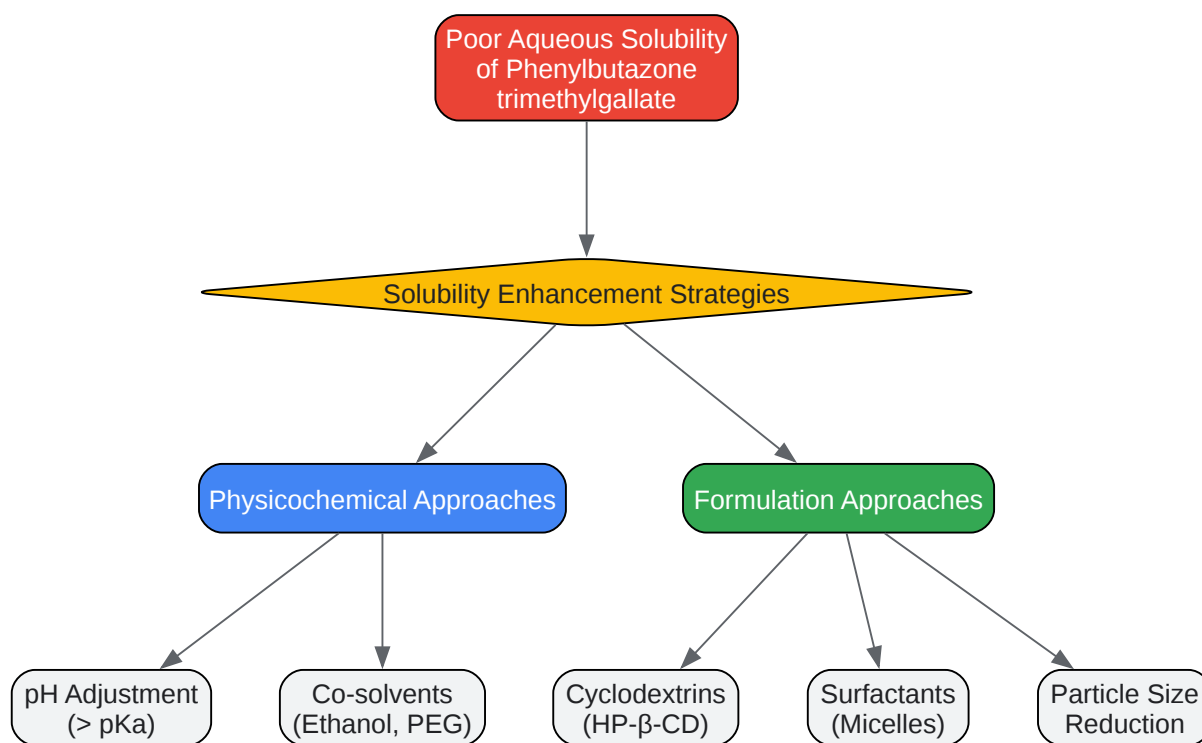 Poor Aqueous Solubility
of Phenylbutazone
trimethylgallate
Solubility Enhancement Strategies
Physicochemical Approaches
Formulation Approaches
pH Adjustment
(> pKa)
Co-solvents
(Ethanol, PEG)
Cyclodextrins
(HP-β-CD)
Surfactants
(Micelles)
Particle Size
Reduction